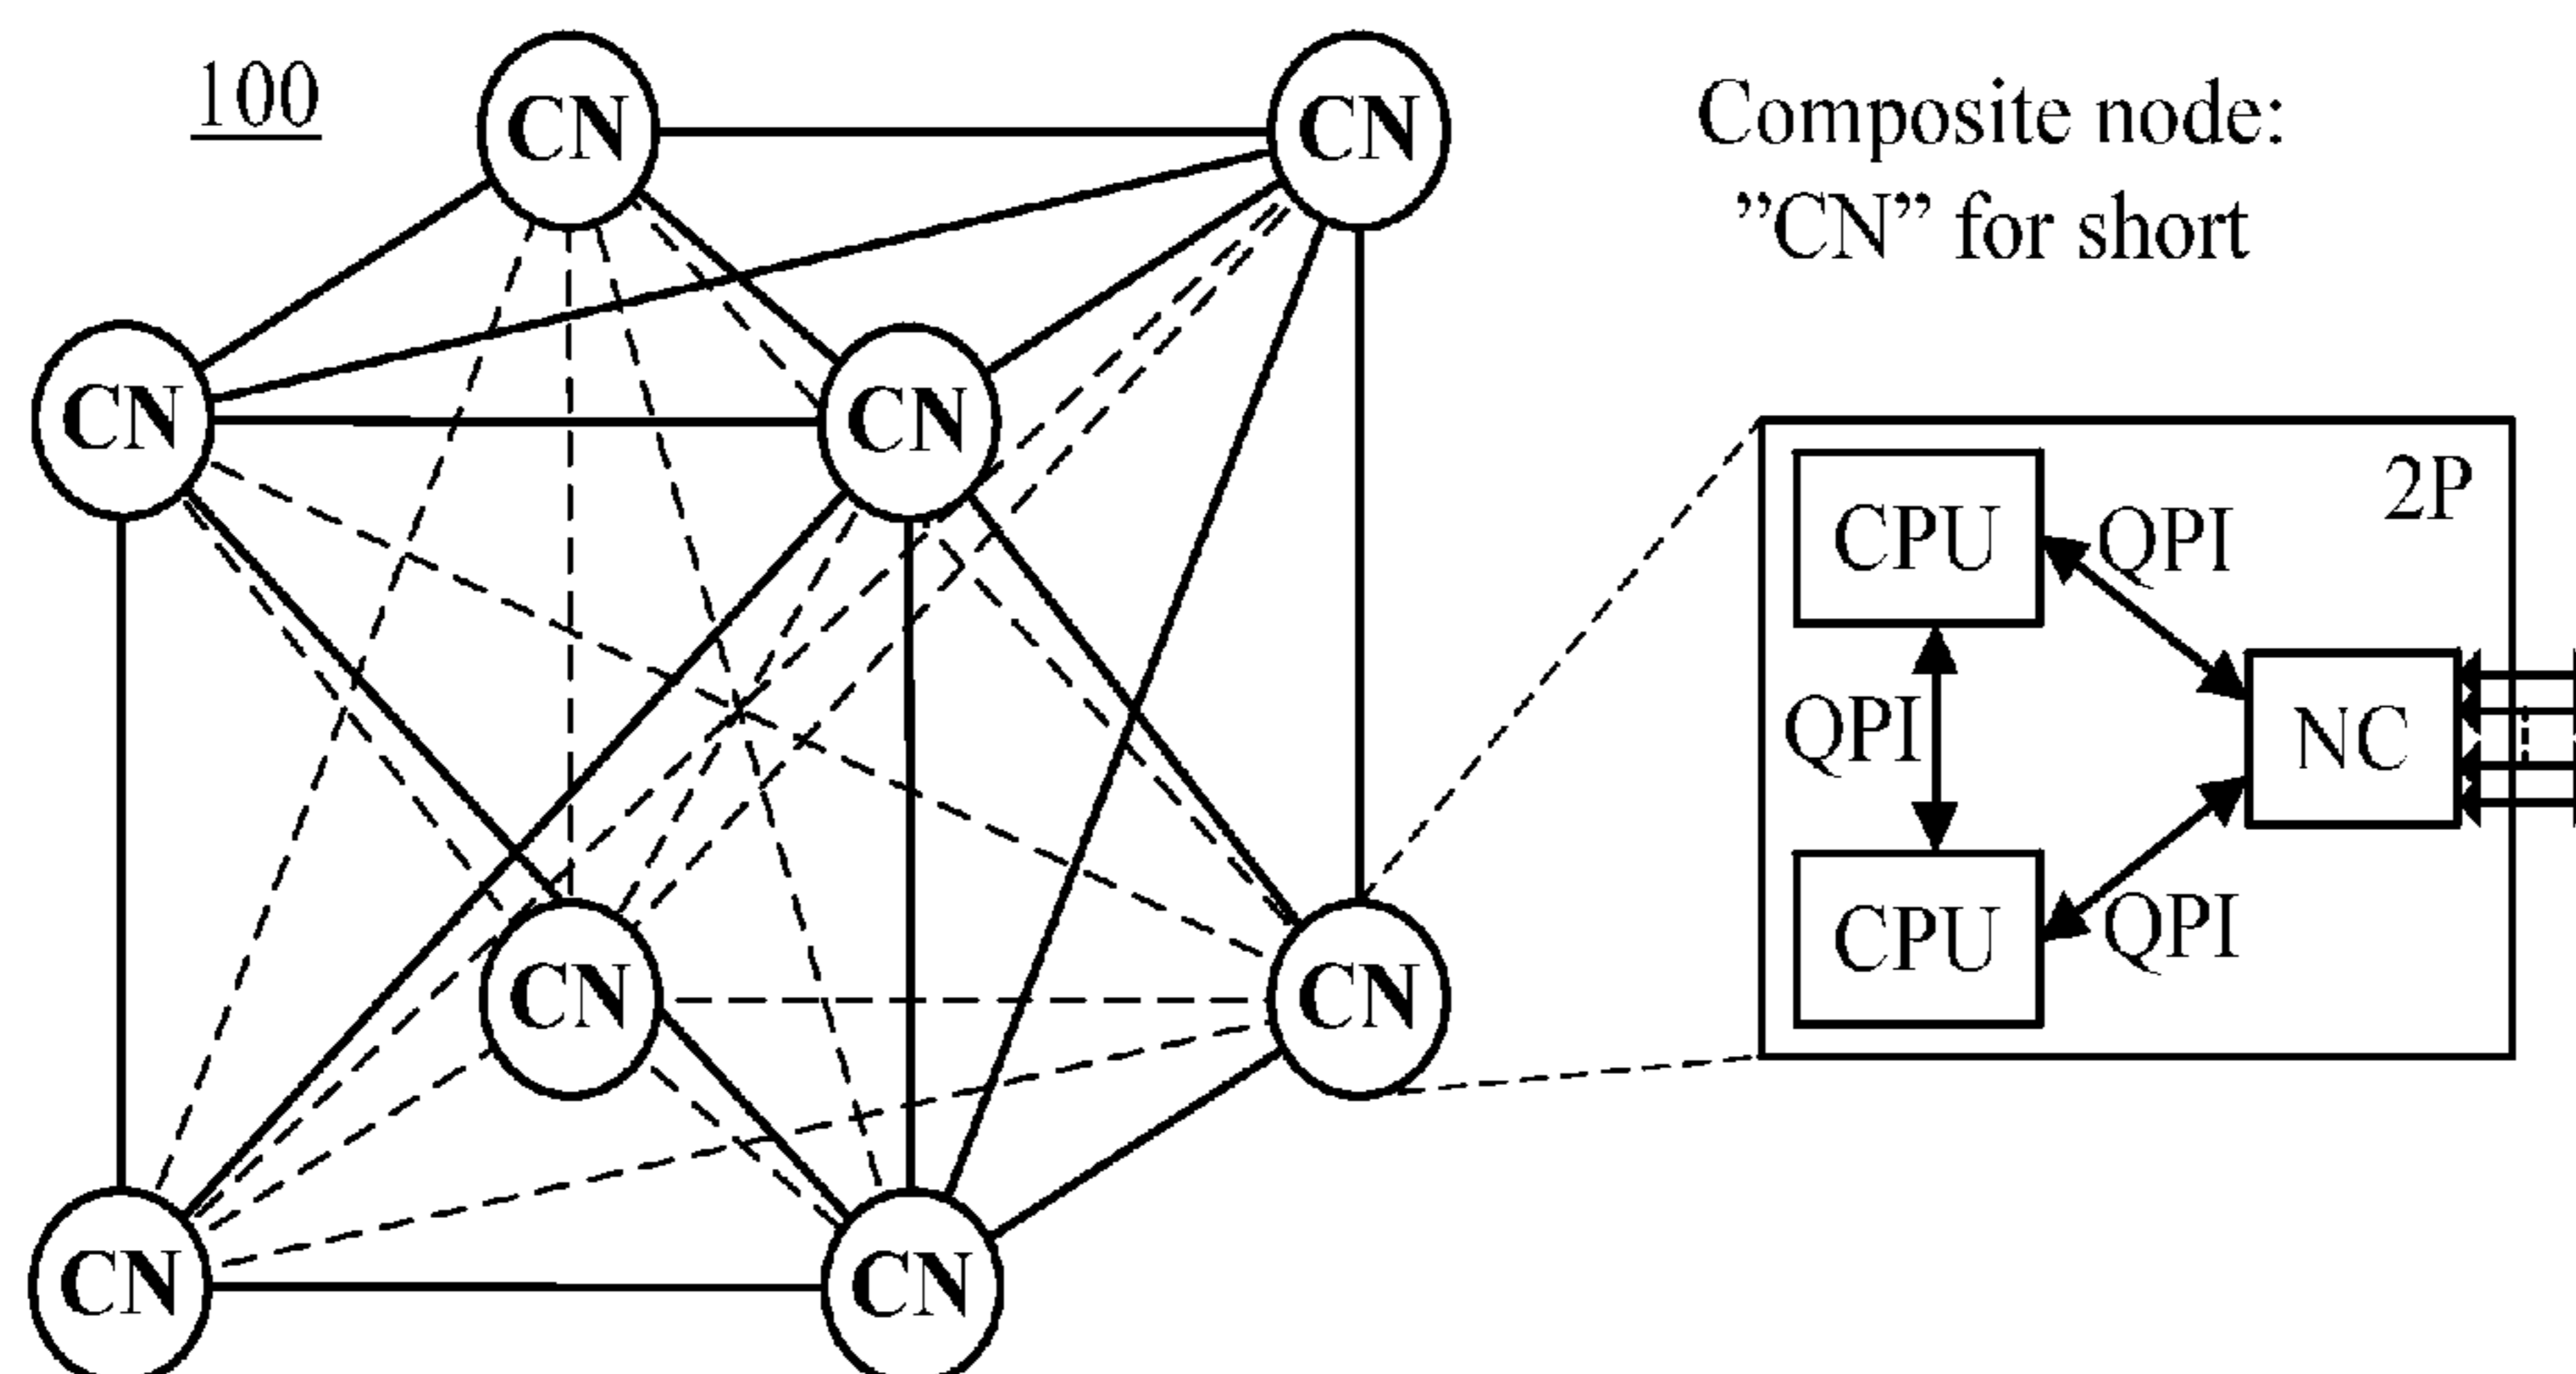 100
CN
CN
Composite node:
”CN” for short
CN
CN
2P
CPU
QPI
QPI
NC
CPU
QPI
CN
CN
CN
CN